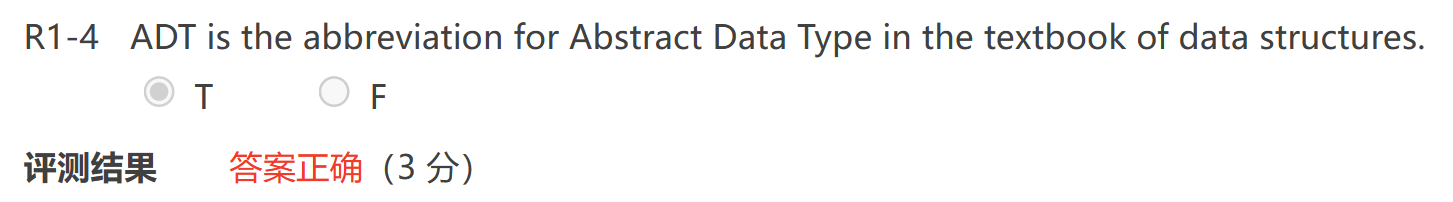 R1-4 ADT is the abbreviation for Abstract Data Type in the textbook of data structures.
T F
评测结果 答案正确（3 分）